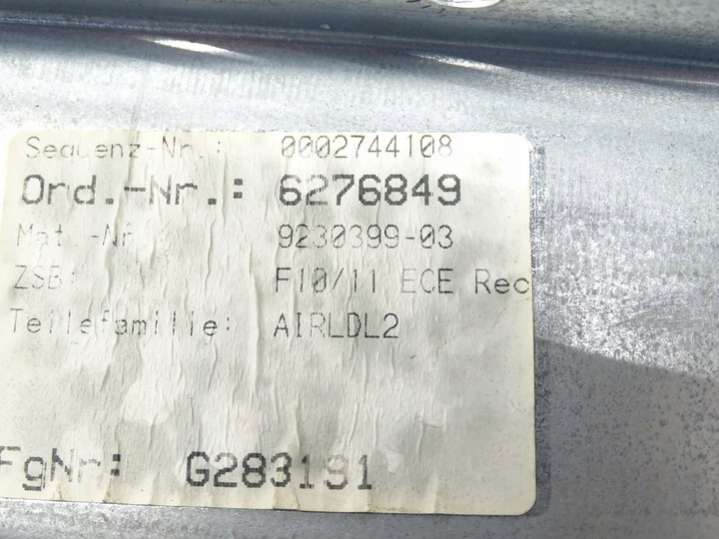 Sequenz-Nr.: 0002744108
Ord.-Nr.: 6276849
Mat.-Nr 9230399-03
ZSB: F10/11 ECE Rec
Teilefamilie: AIRLDL2
FgNr: G283191